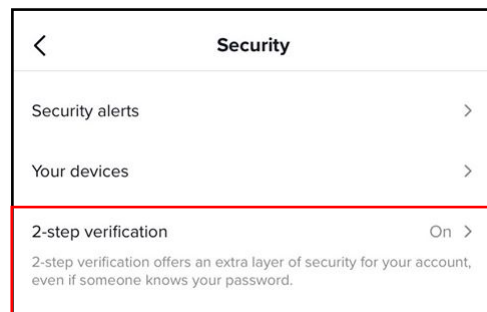 Security
Security alerts
Your devices
2-step verification On
2-step verification offers an extra layer of security for your account,
even if someone knows your password.